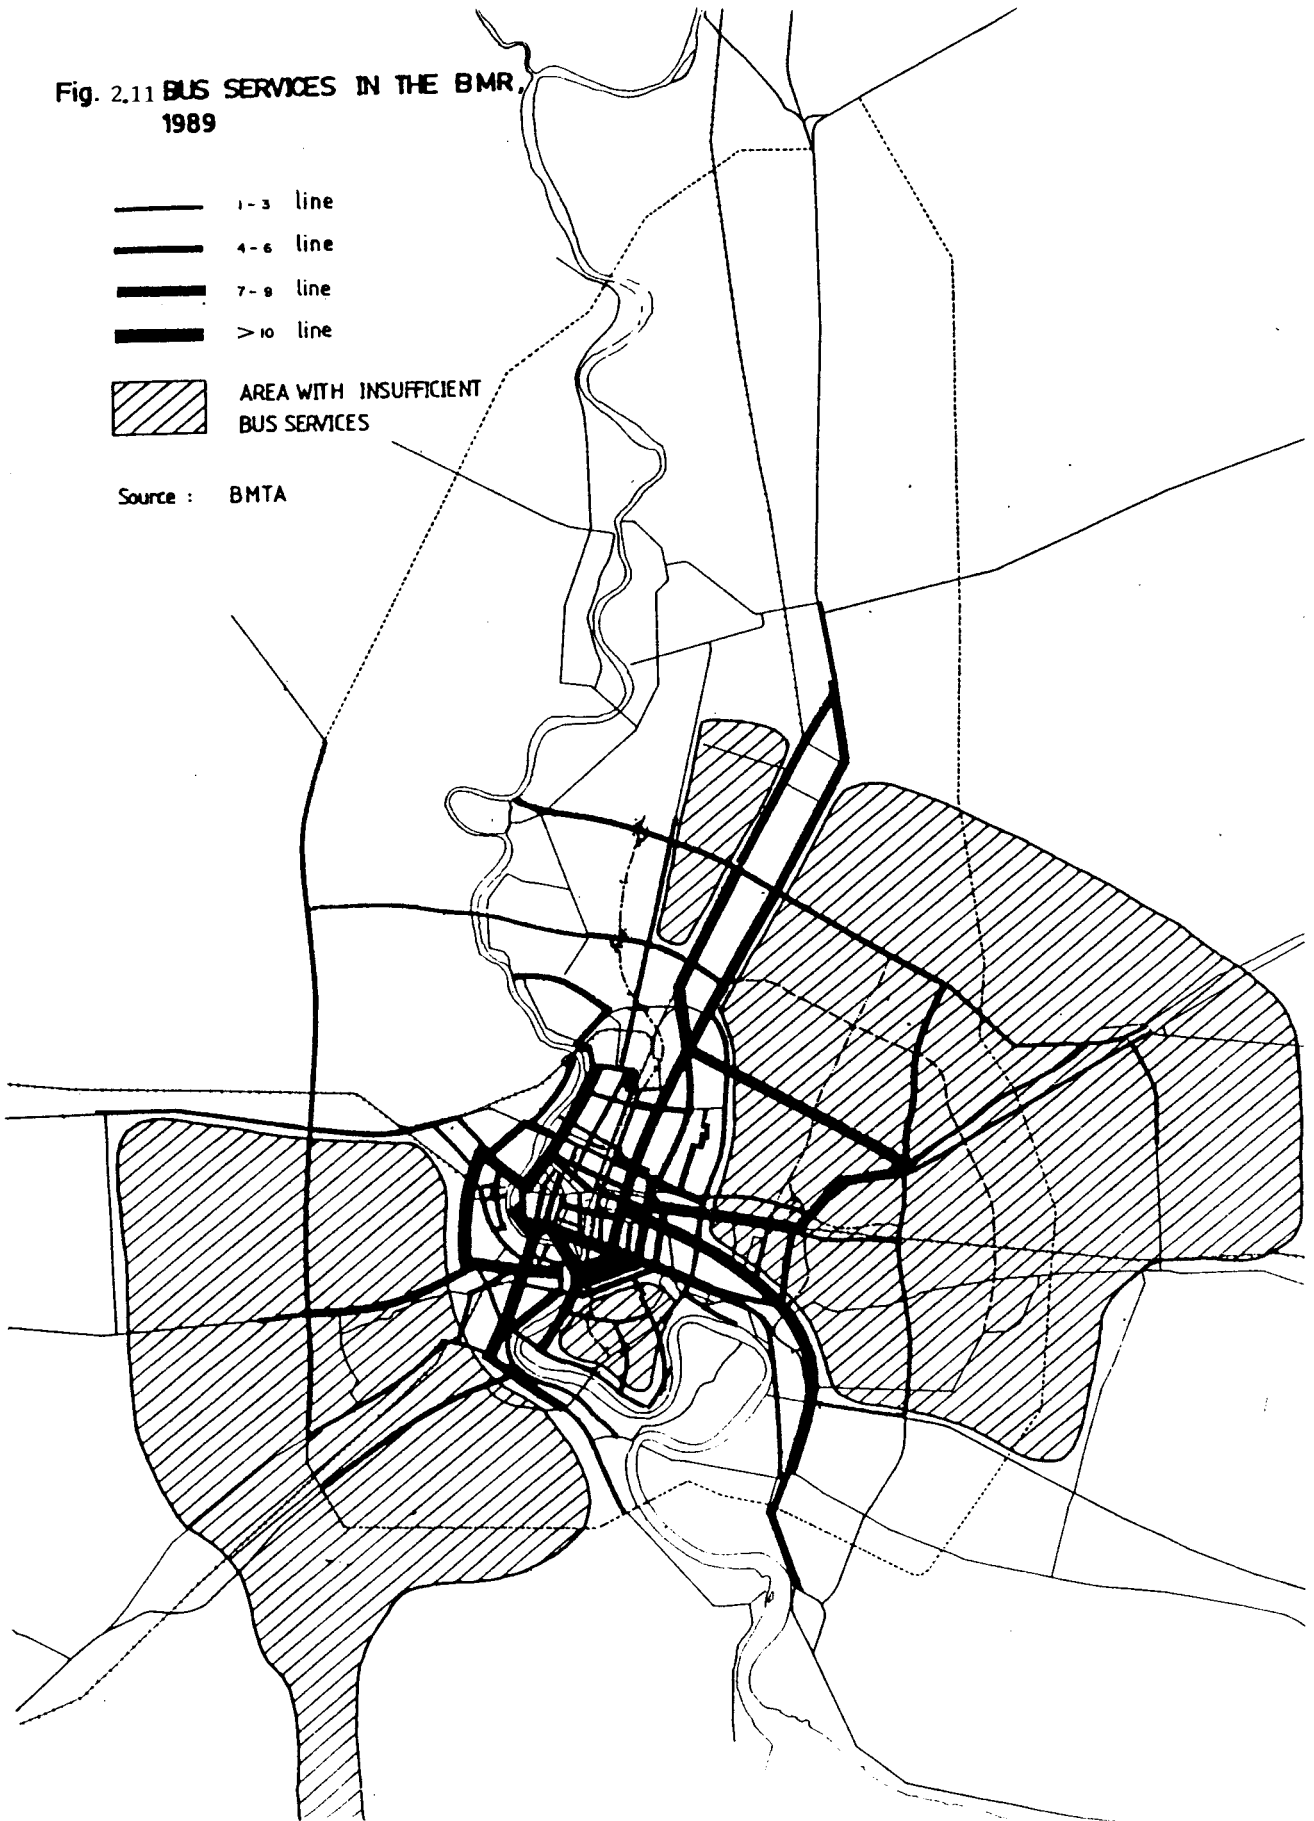 Fig. 2.11 BUS SERVICES IN THE BMR,
1989
1-3 line
4-6 line
7-9 line
>10 line
AREA WITH INSUFFICIENT
BUS SERVICES
Source : BMTA